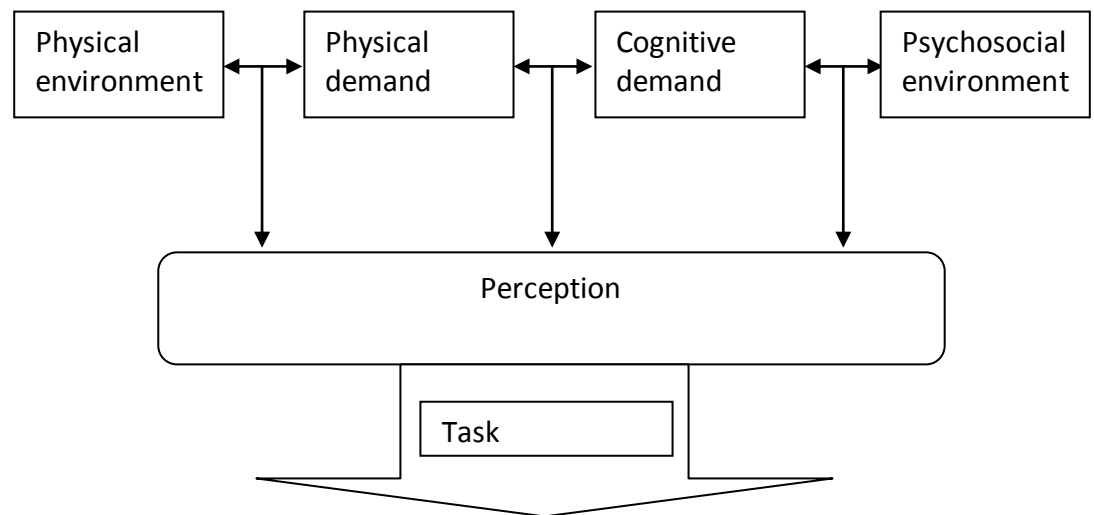 Physical
environment
Physical
demand
Cognitive
demand
Psychosocial
environment
Perception
Task